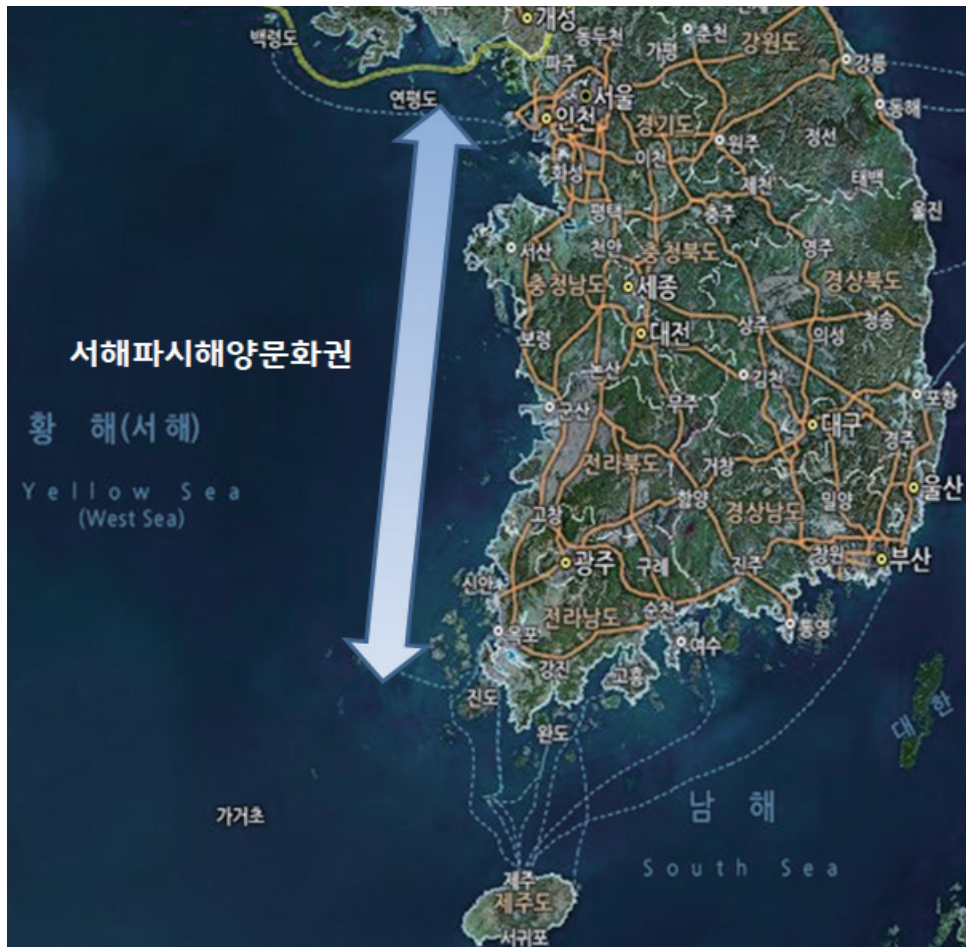 개성
백령도
동두천
가평
춘천
강원도
파주
강릉
연평도
서울
인천
동해
경기도
원주
정선
이천
화성
제천
태백
평택
충주
울진
서산
천안
충청북도
영주
충청남도
세종
경상북도
청송
서해파시해양문화권
보령
대전
상주
의성
논산
김천
무주
포항
황 해(서해)
군산
대구
경주
전라북도
거창
Yellow Sea
(West Sea)
함양
울산
고창
경상남도
밀양
광주
구례
진주
창원
부산
신안
전라남도
순천
통영
목포
여수
강진
고흥
진도
완도
대한
가거초
남 해
South Sea
제주
제주도
서귀포